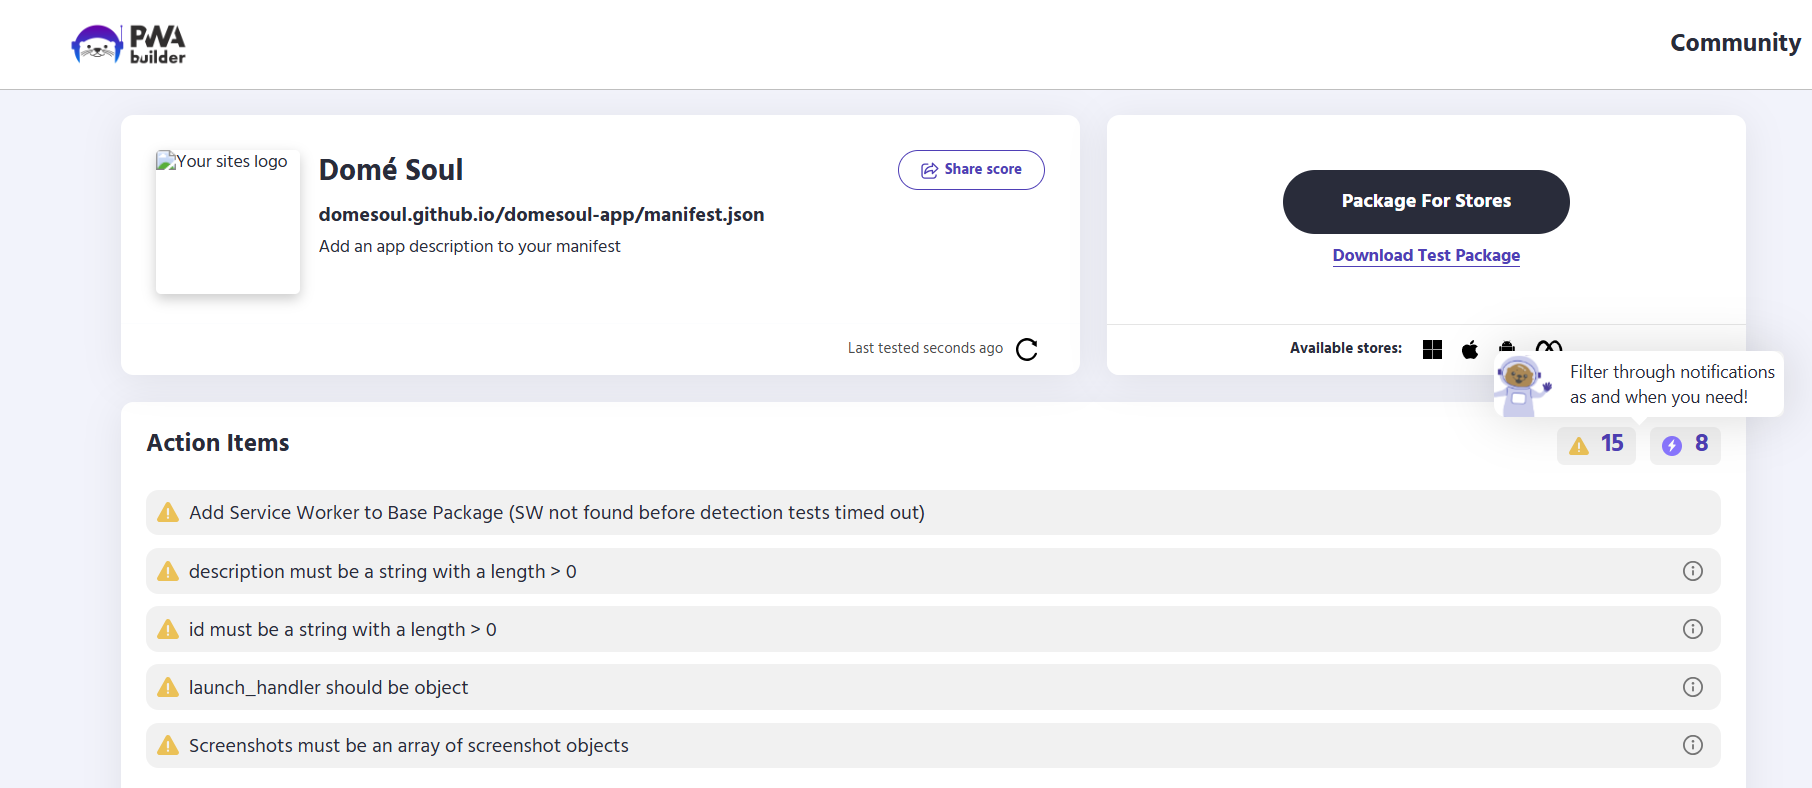 PWA
builder
Community
Your sites logo
Domé Soul
Share score
domesoul.github.io/domesoul-app/manifest.json
Add an app description to your manifest
Last tested seconds ago
Package For Stores
Download Test Package
Available stores:
Filter through notifications
as and when you need!
Action Items
15
8
Add Service Worker to Base Package (SW not found before detection tests timed out)
description must be a string with a length > 0
id must be a string with a length > 0
launch_handler should be object
Screenshots must be an array of screenshot objects